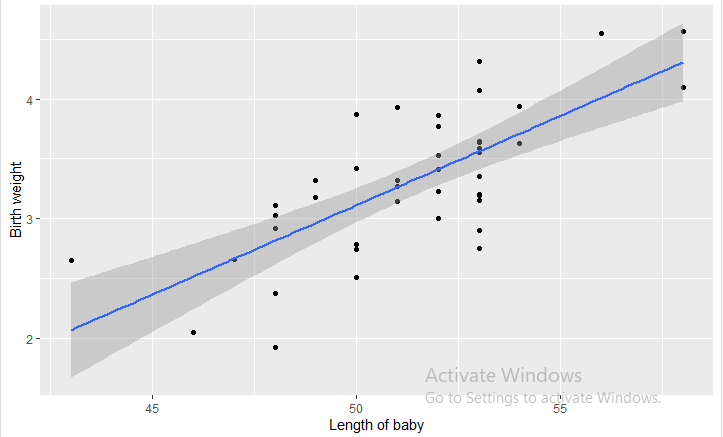 4
3
2
Birth weight
45 50 55
Length of baby
Activate Windows
Go to Settings to activate Windows.